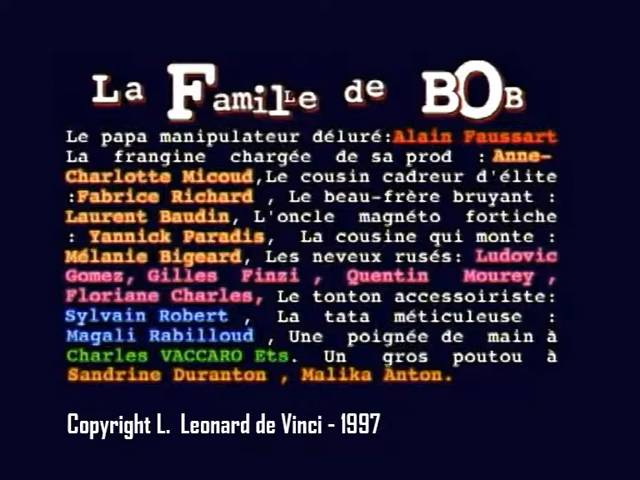 La Famille de BOB
Le papa manipulateur déluré:Alain Faussart
La frangine chargée de sa prod : Anne-
Charlotte Micoud,Le cousin cadreur d'élite
:Fabrice Richard , Le beau-frère bruyant :
Laurent Baudin, L'oncle magnéto fortiche
: Yannick Paradis, La cousine qui monte :
Mélanie Bigeard, Les neveux rusés: Ludovic
Gomez, Gilles Finzi , Quentin Mourey ,
Floriane Charles, Le tonton accessoiriste:
Sylvain Robert , La tata méticuleuse :
Magali Rabilloud , Une poignée de main à
Charles VACCARO Ets. Un gros poutou à
Sandrine Duranton , Malika Anton.
Copyright L. Leonard de Vinci - 1997